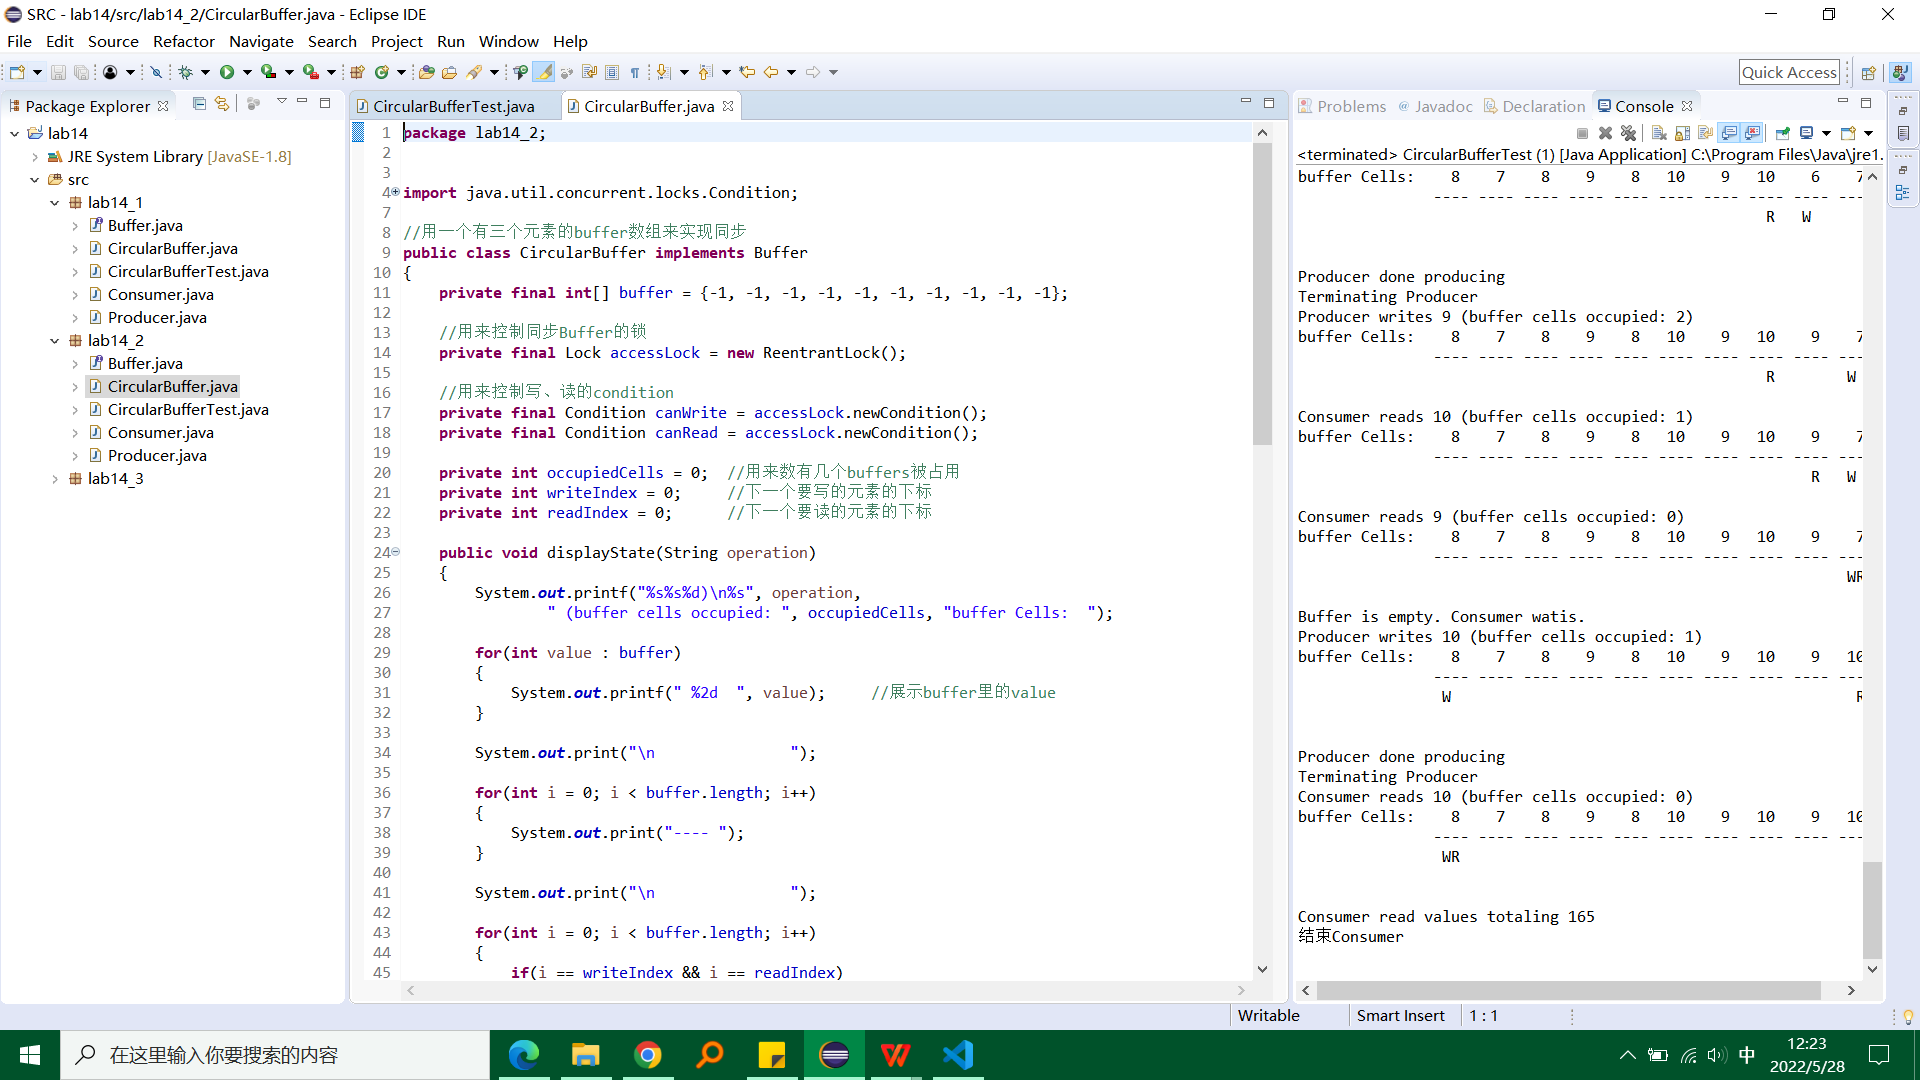 SRC - lab14/src/lab14_2/CircularBuffer.java - Eclipse IDE
File Edit Source Refactor Navigate Search Project Run Window Help
Quick Access
Package Explorer
lab14
JRE System Library [JavaSE-1.8]
src
lab14_1
Buffer.java
CircularBuffer.java
CircularBufferTest.java
Consumer.java
Producer.java
lab14_2
Buffer.java
CircularBuffer.java
CircularBufferTest.java
Consumer.java
Producer.java
lab14_3
CircularBufferTest.java CircularBuffer.java
1 package lab14_2;
2
3
4 import java.util.concurrent.locks.Condition;
7
8 //用一个有三个元素的buffer数组来实现同步
9 public class CircularBuffer implements Buffer
10 {
11 private final int[] buffer = {-1, -1, -1, -1, -1, -1, -1, -1, -1, -1};
12
13 //用来控制同步Buffer的锁
14 private final Lock accessLock = new ReentrantLock();
15
16 //用来控制写、读的condition
17 private final Condition canWrite = accessLock.newCondition();
18 private final Condition canRead = accessLock.newCondition();
19
20 private int occupiedCells = 0; //用来数有几个buffers被占用
21 private int writeIndex = 0; //下一个要写的元素的下标
22 private int readIndex = 0; //下一个要读的元素的下标
23
24 public void displayState(String operation)
25 {
26 System.out.printf("%s%s%d)\n%s", operation,
27 " (buffer cells occupied: ", occupiedCells, "buffer Cells:  ");
28
29 for(int value : buffer)
30 {
31 System.out.printf(" %2d  ", value); //展示buffer里的value
32 }
33
34 System.out.print("\n               ");
35
36 for(int i = 0; i < buffer.length; i++)
37 {
38 System.out.print("---- ");
39 }
40
41 System.out.print("\n               ");
42
43 for(int i = 0; i < buffer.length; i++)
44 {
45 if(i == writeIndex && i == readIndex)
Problems Javadoc Declaration Console
<terminated> CircularBufferTest (1) [Java Application] C:\Program Files\Java\jre1.
buffer Cells: 8 7 8 9 8 10 9 10 6 7
---- ---- ---- ---- ---- ---- ---- ---- ---- ---
R W
Producer done producing
Terminating Producer
Producer writes 9 (buffer cells occupied: 2)
buffer Cells: 8 7 8 9 8 10 9 10 9 7
---- ---- ---- ---- ---- ---- ---- ---- ---- ---
R W
Consumer reads 10 (buffer cells occupied: 1)
buffer Cells: 8 7 8 9 8 10 9 10 9 7
---- ---- ---- ---- ---- ---- ---- ---- ---- ---
R W
Consumer reads 9 (buffer cells occupied: 0)
buffer Cells: 8 7 8 9 8 10 9 10 9 7
---- ---- ---- ---- ---- ---- ---- ---- ---- ---
WR
Buffer is empty. Consumer watis.
Producer writes 10 (buffer cells occupied: 1)
buffer Cells: 8 7 8 9 8 10 9 10 9 10
---- ---- ---- ---- ---- ---- ---- ---- ---- ---
W R
Producer done producing
Terminating Producer
Consumer reads 10 (buffer cells occupied: 0)
buffer Cells: 8 7 8 9 8 10 9 10 9 10
---- ---- ---- ---- ---- ---- ---- ---- ---- ---
WR
Consumer read values totaling 165
结束Consumer
Writable Smart Insert 1 : 1
在这里输入你要搜索的内容
中
12:23
2022/5/28